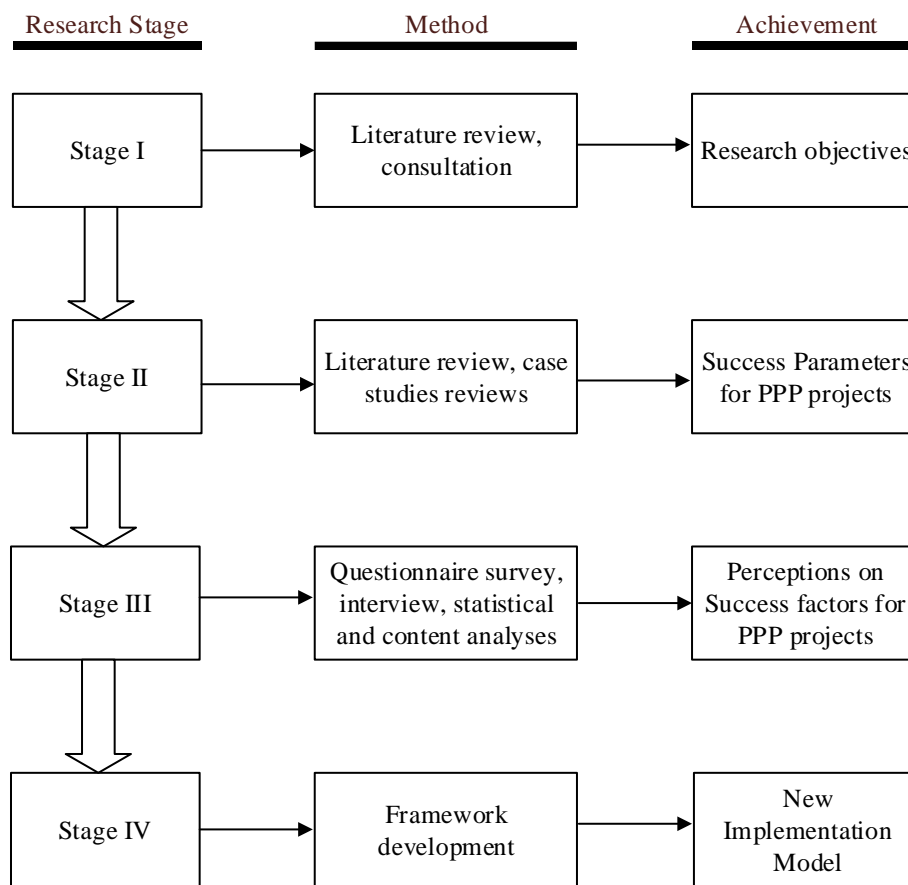 Research Stage
Method
Achievement
Stage I
Literature review,
consultation
Research objectives
Stage II
Literature review, case
studies reviews
Success Parameters
for PPP projects
Stage III
Questionnaire survey,
interview, statistical
and content analyses
Perceptions on
Success factors for
PPP projects
Stage IV
Framework
development
New
Implementation
Model